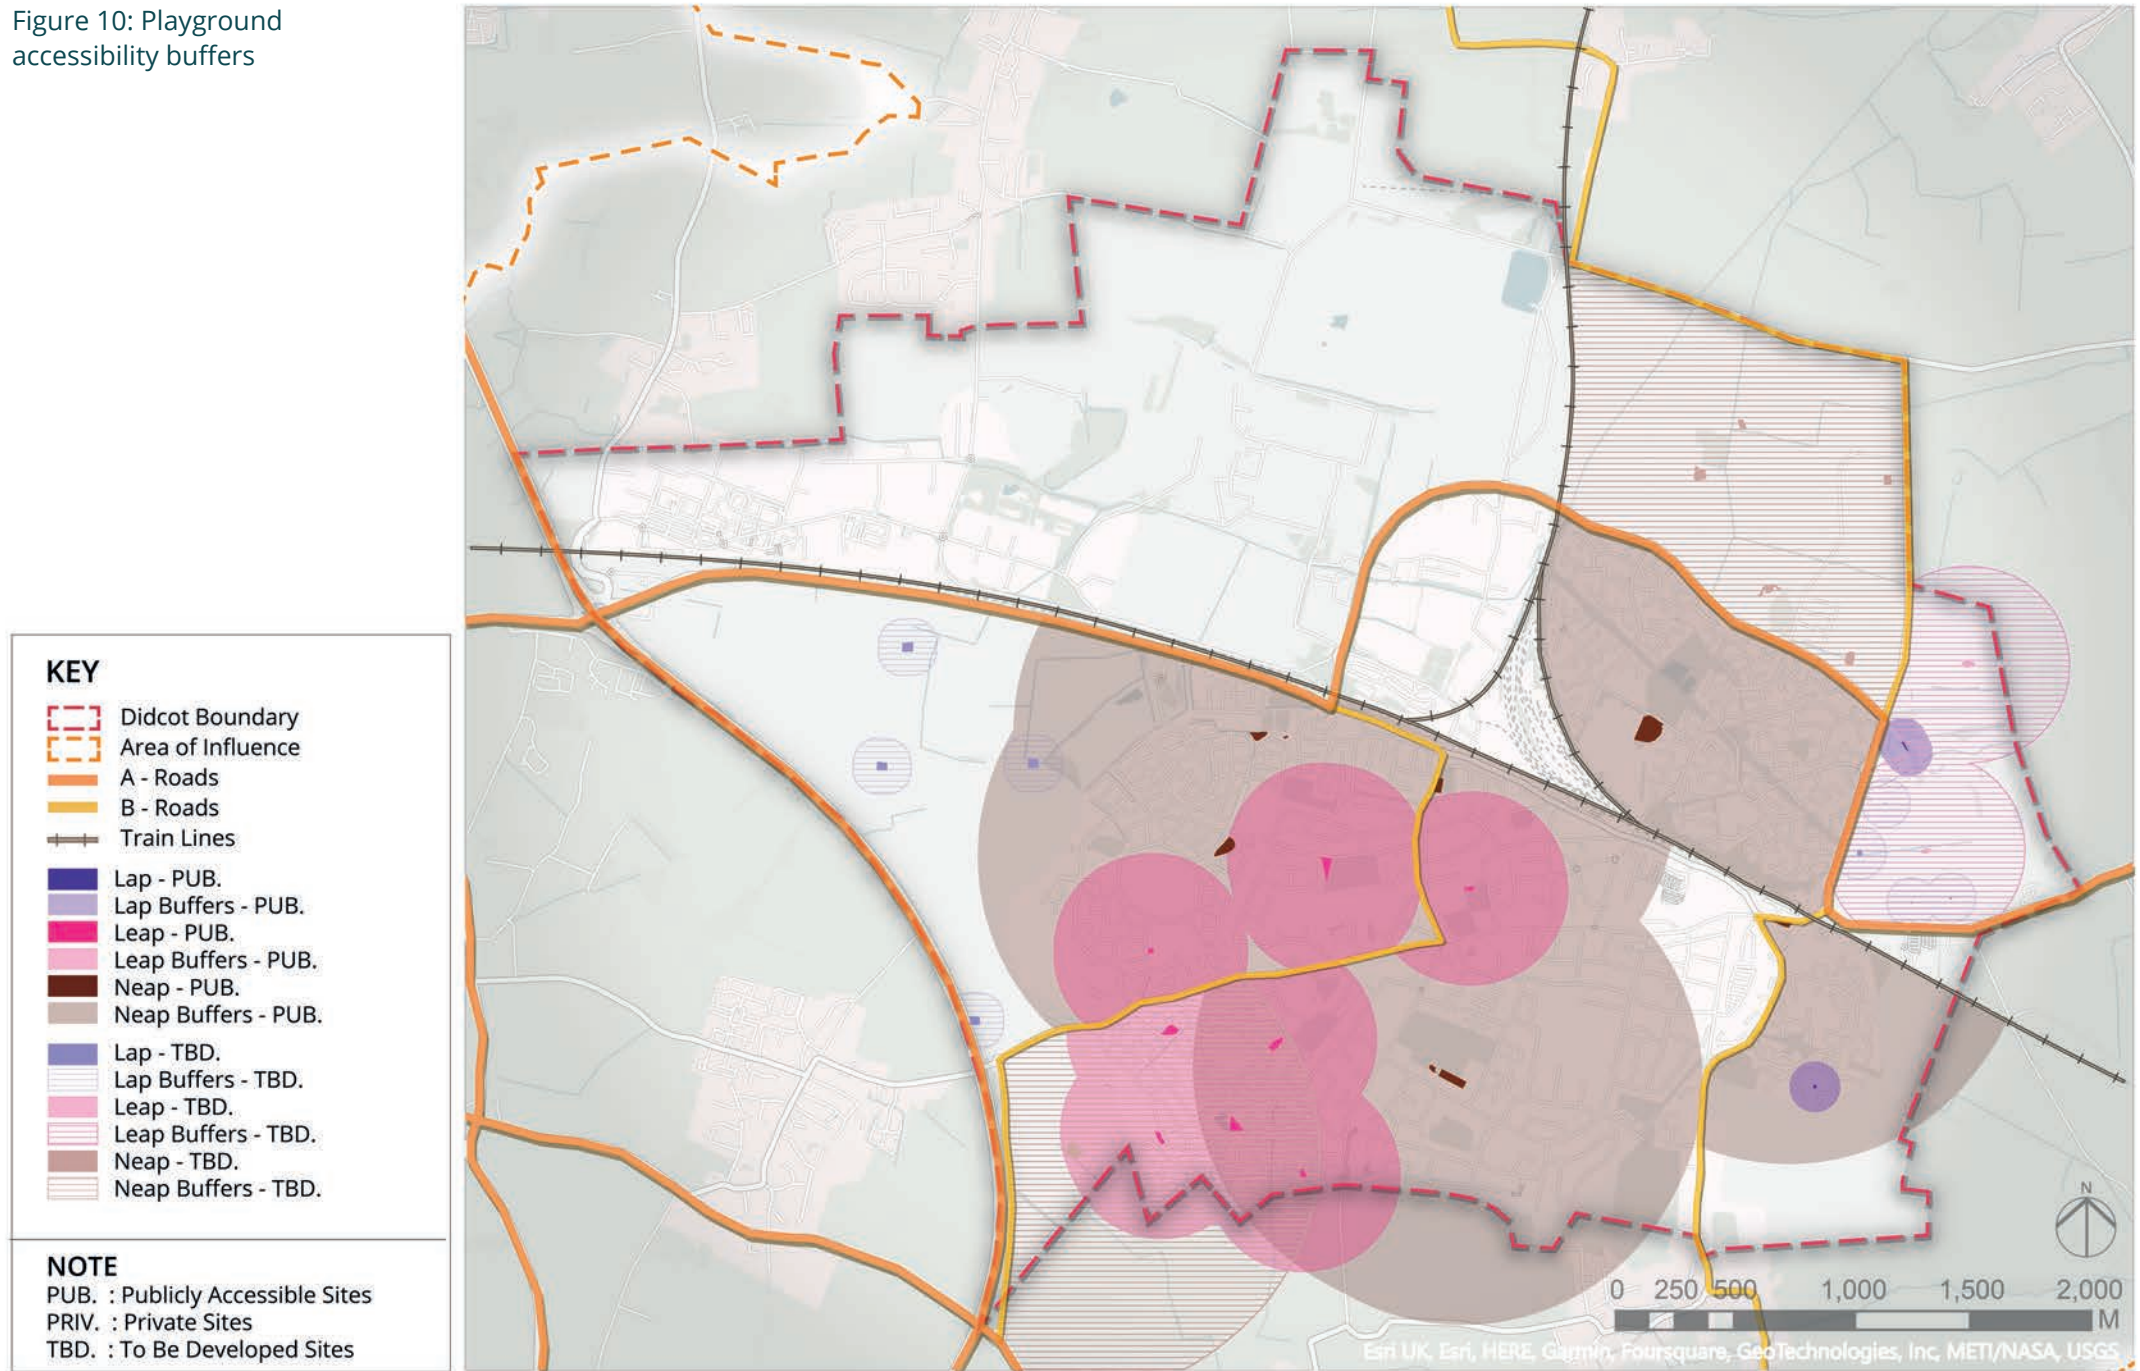 Figure 10: Playground
accessibility buffers
KEY
Didcot Boundary
Area of Influence
A - Roads
B - Roads
Train Lines
Lap - PUB.
Lap Buffers - PUB.
Leap - PUB.
Leap Buffers - PUB.
Neap - PUB.
Neap Buffers - PUB.
Lap - TBD.
Lap Buffers - TBD.
Leap - TBD.
Leap Buffers - TBD.
Neap - TBD.
Neap Buffers - TBD.
NOTE
PUB. : Publicly Accessible Sites
PRIV. : Private Sites
TBD. : To Be Developed Sites
N
0 250 500 1,000 1,500 2,000
M
Esri UK, Esri, HERE, Garmin, Foursquare, GeoTechnologies, Inc, METI/NASA, USGS